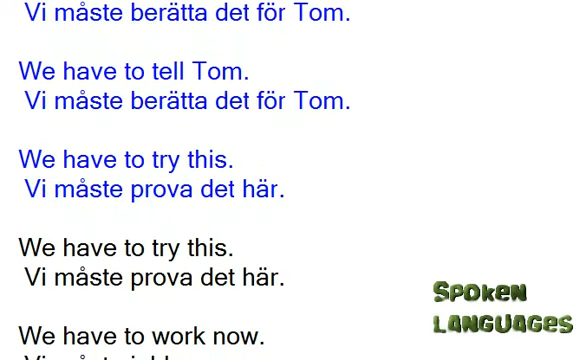 Vi måste berätta det för Tom.
We have to tell Tom.
Vi måste berätta det för Tom.
We have to try this.
Vi måste prova det här.
We have to try this.
Vi måste prova det här.
SPOKEN
LANGUAGES
We have to work now.